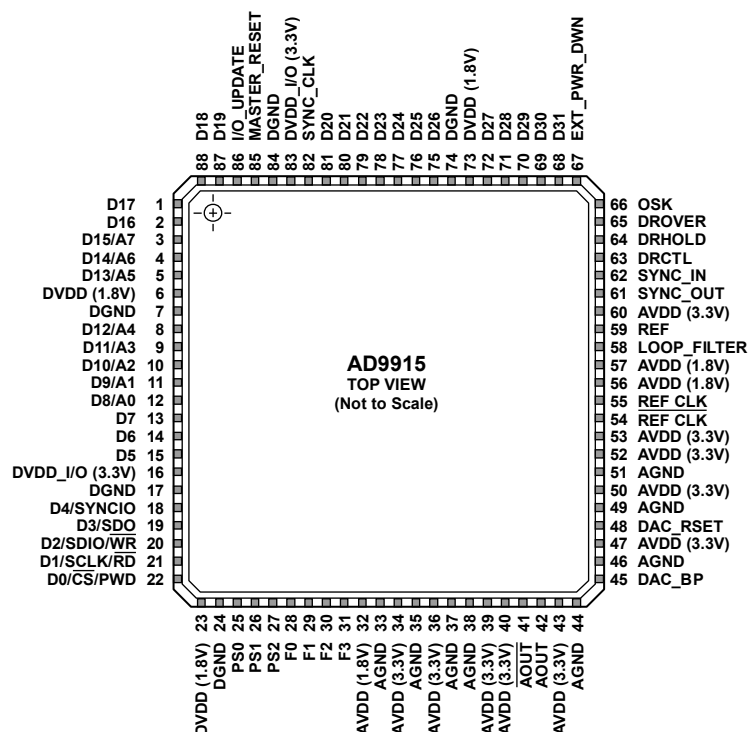 88 D18
87 D19
86 I/O_UPDATE
85 MASTER_RESET
84 DGND
83 DVDD_I/O (3.3V)
82 SYNC_CLK
81 D20
80 D21
79 D22
78 D23
77 D24
76 D25
75 D26
74 DGND
73 DVDD (1.8V)
72 D27
71 D28
70 D29
69 D30
68 D31
67 EXT_PWR_DWN
D17 1
D16 2
D15/A7 3
D14/A6 4
D13/A5 5
DVDD (1.8V) 6
DGND 7
D12/A4 8
D11/A3 9
D10/A2 10
D9/A1 11
D8/A0 12
D7 13
D6 14
D5 15
DVDD_I/O (3.3V) 16
DGND 17
D4/SYNCIO 18
D3/SDO 19
D2/SDIO/W̅R̅ 20
D1/SCLK/R̅D̅ 21
D0/C̅S̅/PWD 22
AD9915
TOP VIEW
(Not to Scale)
66 OSK
65 DROVER
64 DRHOLD
63 DRCTL
62 SYNC_IN
61 SYNC_OUT
60 AVDD (3.3V)
59 REF
58 LOOP_FILTER
57 AVDD (1.8V)
56 AVDD (1.8V)
55 REF CLK
54 R̅E̅F̅ C̅L̅K̅
53 AVDD (3.3V)
52 AVDD (3.3V)
51 AGND
50 AVDD (3.3V)
49 AGND
48 DAC_RSET
47 AVDD (3.3V)
46 AGND
45 DAC_BP
23 DVDD (1.8V)
24 DGND
25 PS0
26 PS1
27 PS2
28 F0
29 F1
30 F2
31 F3
32 AVDD (1.8V)
33 AGND
34 AVDD (3.3V)
35 AGND
36 AVDD (3.3V)
37 AGND
38 AGND
39 AVDD (3.3V)
40 AVDD (3.3V)
41 A̅O̅U̅T̅
42 AOUT
43 AVDD (3.3V)
44 AGND